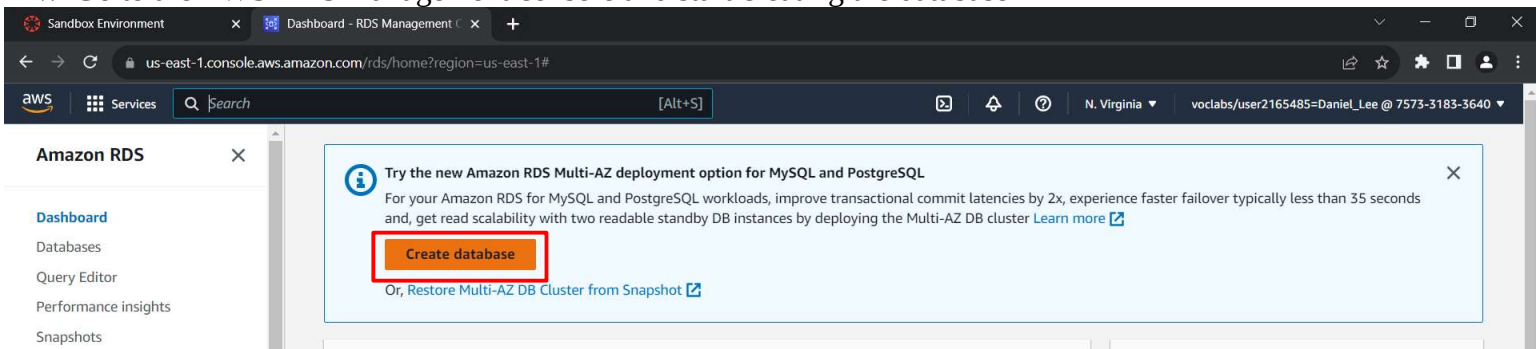 Sandbox Environment
Dashboard - RDS Management C
us-east-1.console.aws.amazon.com/rds/home?region=us-east-1#
aws Services Search [Alt+S] N. Virginia voclabs/user2165485=Daniel_Lee @ 7573-3183-3640
Amazon RDS
Dashboard
Databases
Query Editor
Performance insights
Snapshots
Try the new Amazon RDS Multi-AZ deployment option for MySQL and PostgreSQL
For your Amazon RDS for MySQL and PostgreSQL workloads, improve transactional commit latencies by 2x, experience faster failover typically less than 35 seconds
and, get read scalability with two readable standby DB instances by deploying the Multi-AZ DB cluster Learn more
Create database
Or, Restore Multi-AZ DB Cluster from Snapshot